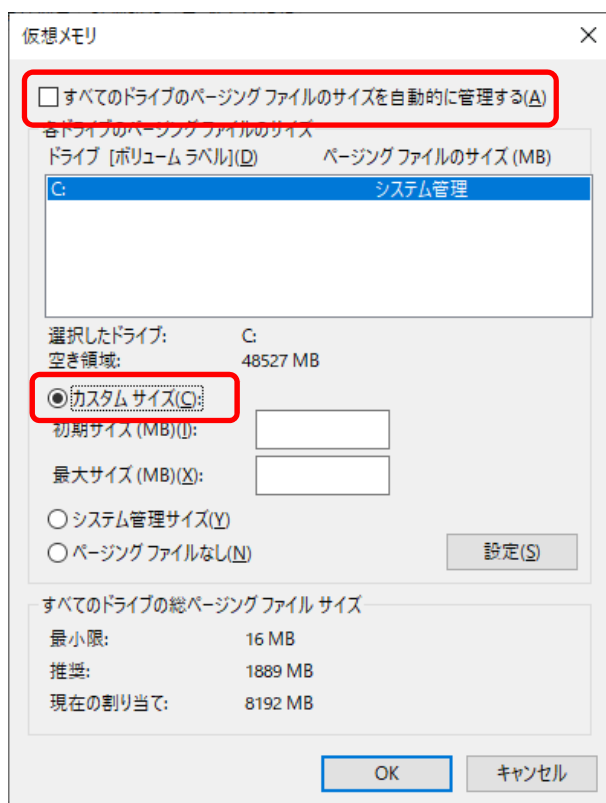 仮想メモリ
すべてのドライブのページング ファイルのサイズを自動的に管理する(A)
各ドライブのページング ファイルのサイズ
ドライブ [ボリューム ラベル](D) ページング ファイルのサイズ (MB)
C: システム管理
選択したドライブ: C:
空き領域: 48527 MB
カスタム サイズ(C):
初期サイズ (MB)(I):
最大サイズ (MB)(X):
システム管理サイズ(Y)
ページング ファイルなし(N) 設定(S)
すべてのドライブの総ページング ファイル サイズ
最小限: 16 MB
推奨: 1889 MB
現在の割り当て: 8192 MB
OK キャンセル